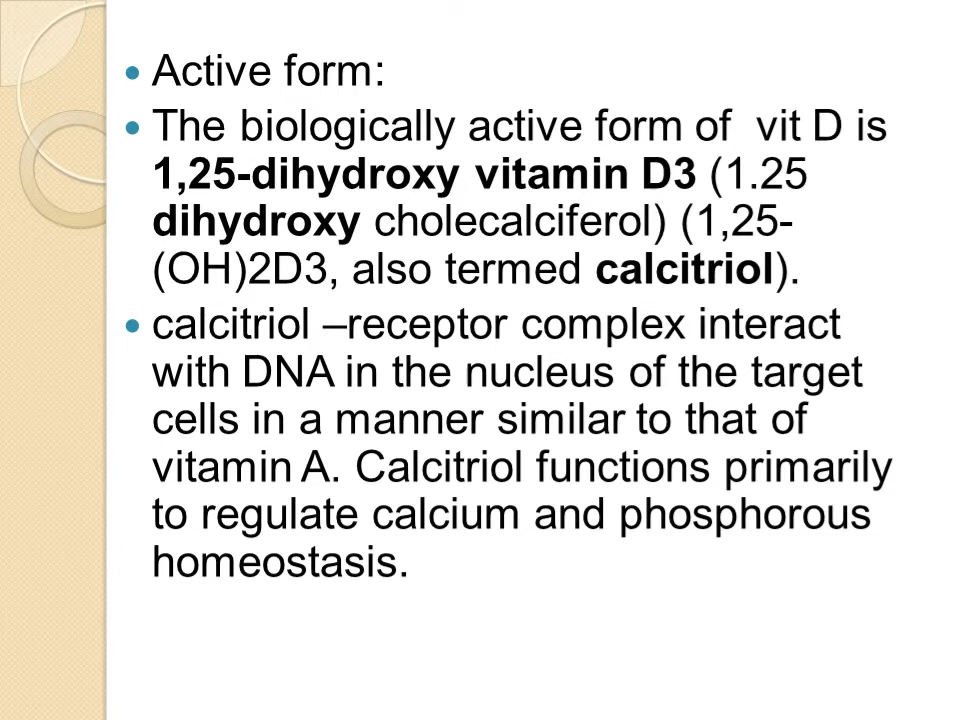 Active form:
The biologically active form of vit D is
1,25-dihydroxy vitamin D3 (1.25
dihydroxy cholecalciferol) (1,25-
(OH)2D3, also termed calcitriol).
calcitriol –receptor complex interact
with DNA in the nucleus of the target
cells in a manner similar to that of
vitamin A. Calcitriol functions primarily
to regulate calcium and phosphorous
homeostasis.